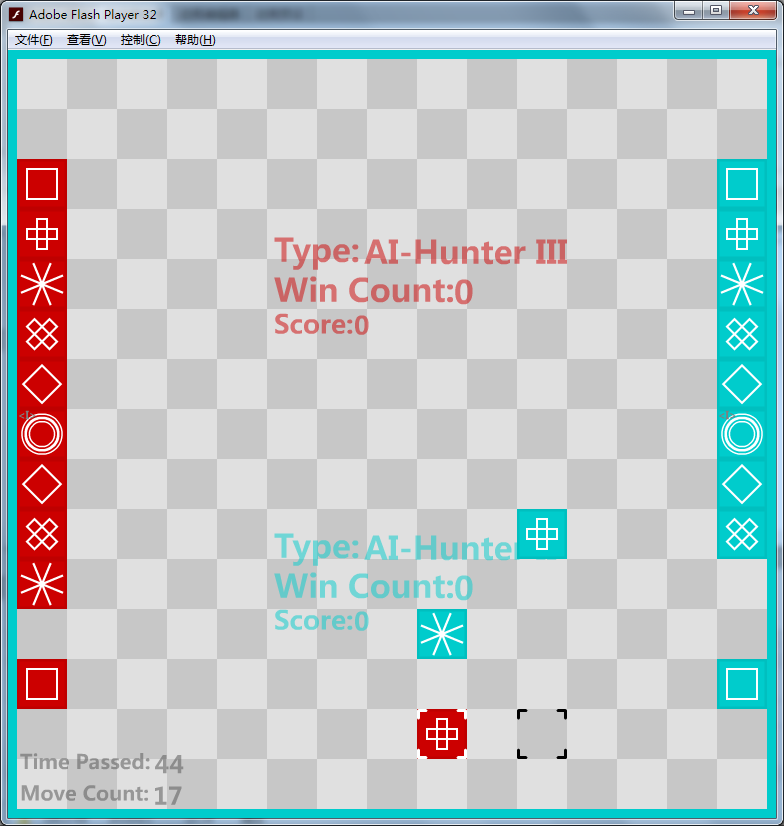 Adobe Flash Player 32
文件(F) 查看(V) 控制(C) 帮助(H)
Type: AI-Hunter III
Win Count:0
Score:0
Type: AI-Hunter
Win Count:0
Score:0
Time Passed: 44
Move Count: 17